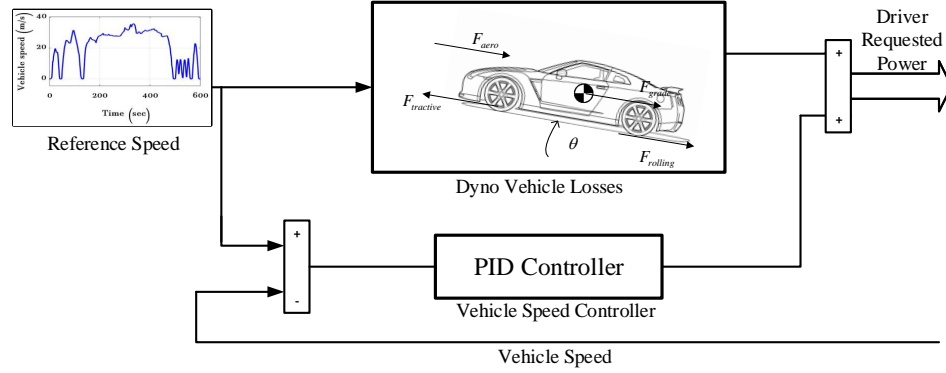 Vehicle speed (m/s)
40
20
0
0
200
400
600
Time (sec)
Reference Speed
F_aero
F_tractive
F_grade
F_rolling
θ
Dyno Vehicle Losses
+
+
Driver
Requested
Power
+
-
PID Controller
Vehicle Speed Controller
Vehicle Speed